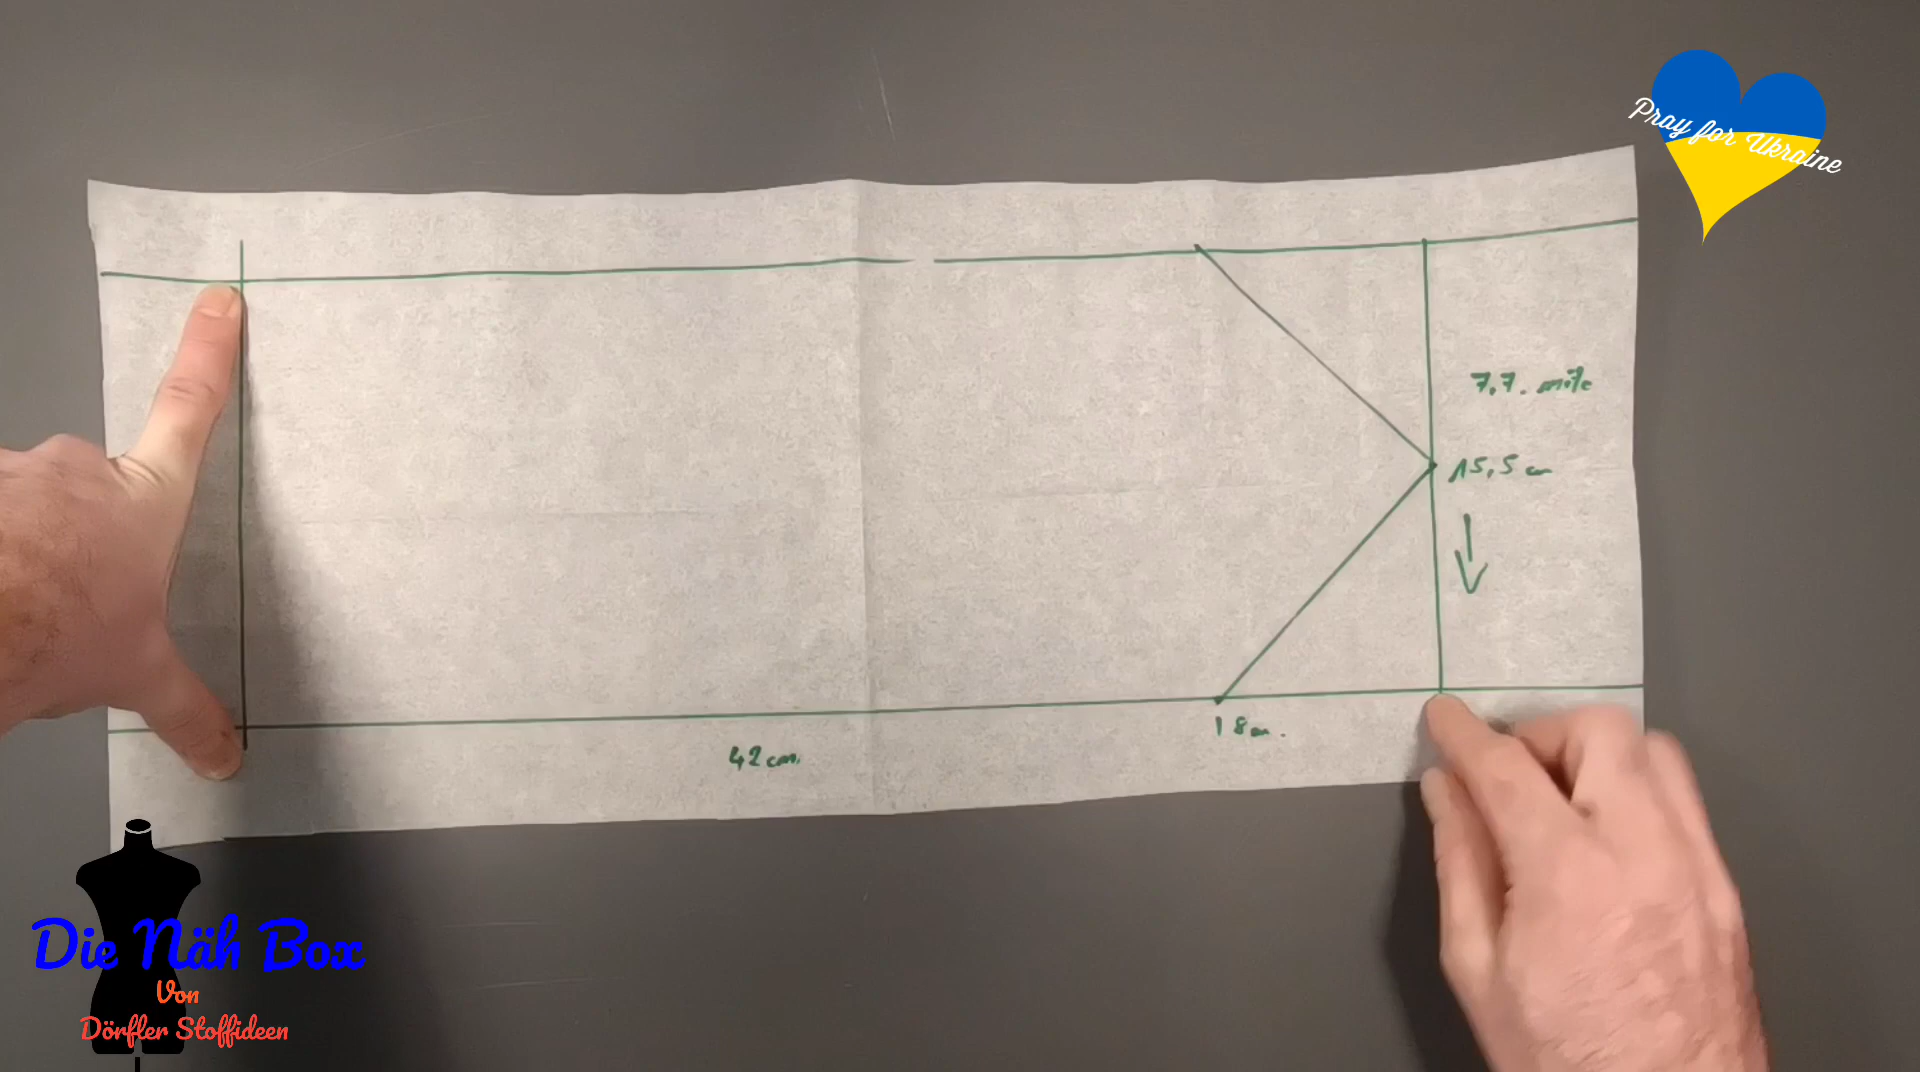 Pray for Ukraine
7,7. mitte
15,5 cm
18 cm.
42 cm.
Die Näh Box
Von
Dörfler Stoffideen